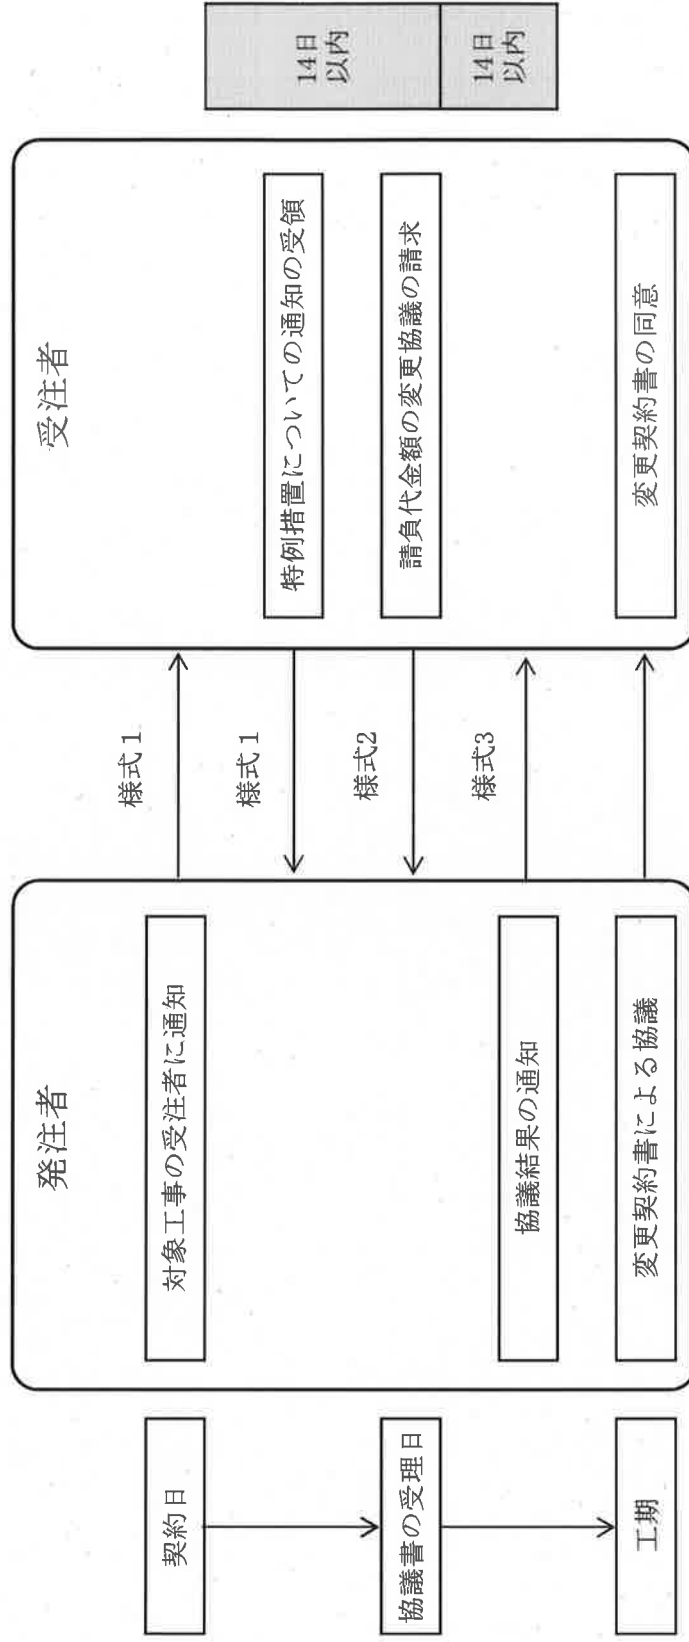 発注者
受注者
契約日
対象工事の受注者に通知
様式1
様式1
特例措置についての通知の受領
14日
以内
協議書の受理日
様式2
請負代金額の変更協議の請求
協議結果の通知
様式3
14日
以内
工期
変更契約書による協議
変更契約書の同意